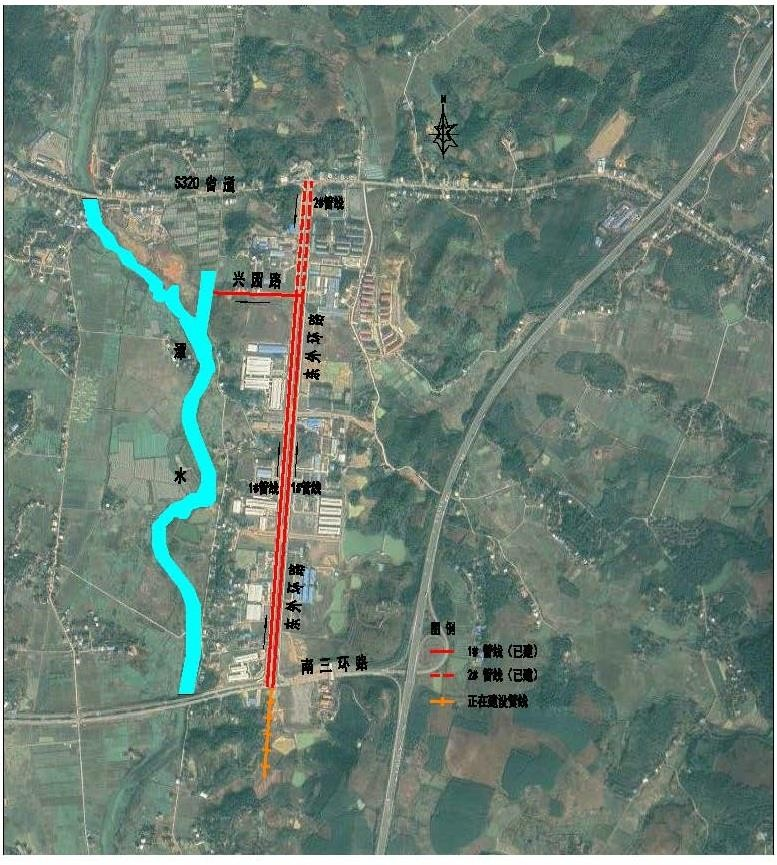 N
S320省道
2#管线
兴园路
东外环路
水
1#管线
1#管线
东外环路
图例
南三环路
1# 管线 (已建)
2# 管线 (已建)
正在建设管线